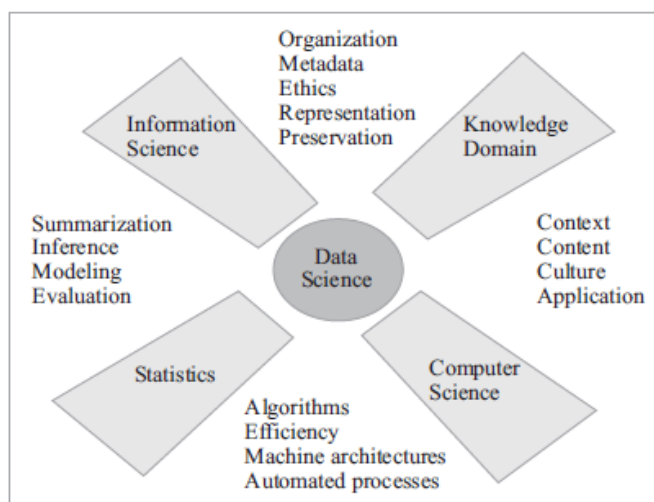 Organization
Metadata
Ethics
Representation
Preservation
Information
Science
Knowledge
Domain
Summarization
Inference
Modeling
Evaluation
Data
Science
Context
Content
Culture
Application
Statistics
Computer
Science
Algorithms
Efficiency
Machine architectures
Automated processes